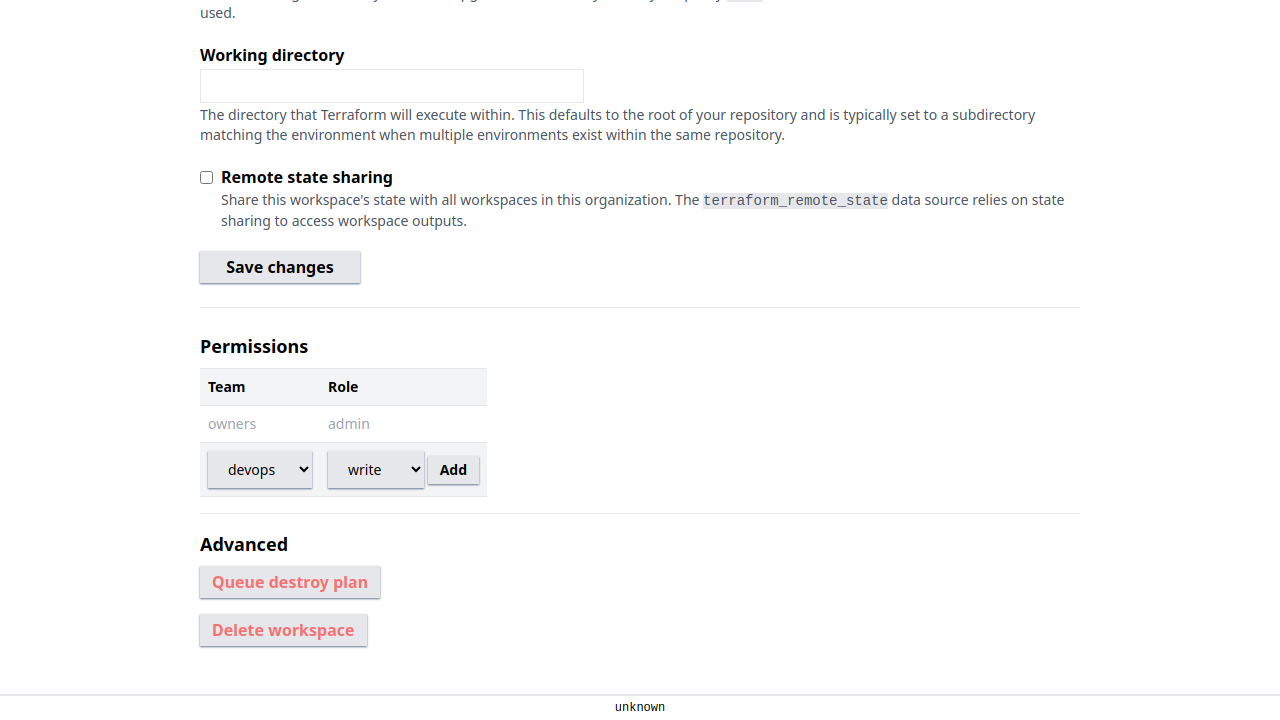 used.
Working directory
The directory that Terraform will execute within. This defaults to the root of your repository and is typically set to a subdirectory
matching the environment when multiple environments exist within the same repository.
Remote state sharing
Share this workspace's state with all workspaces in this organization. The terraform_remote_state data source relies on state
sharing to access workspace outputs.
Save changes
Permissions
Team Role
owners admin
devops write Add
Advanced
Queue destroy plan
Delete workspace
unknown